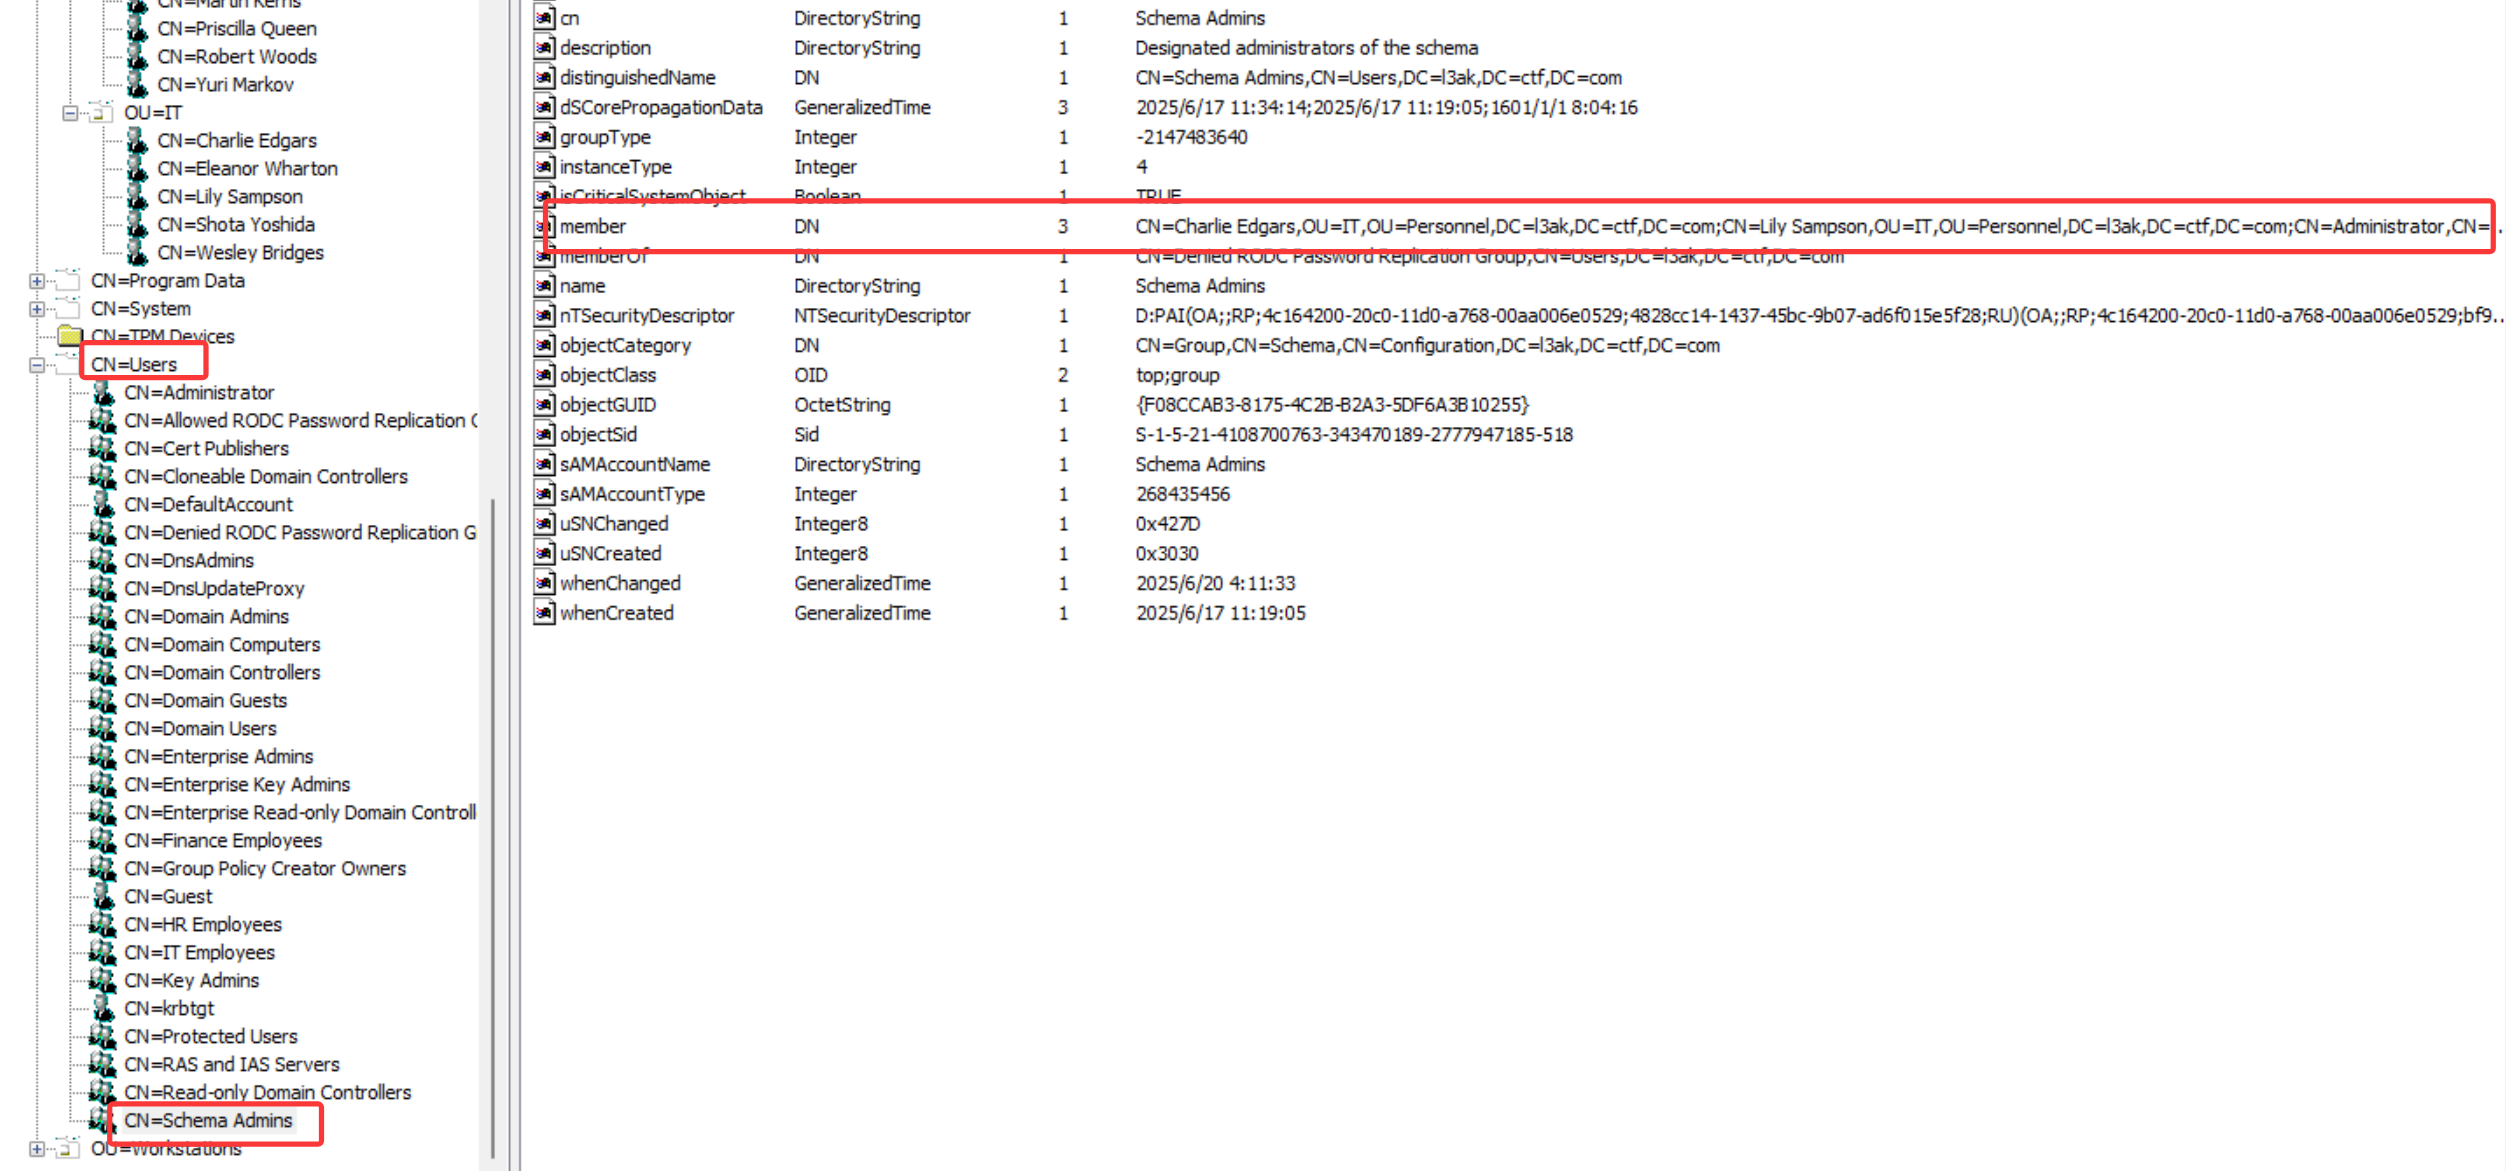 CN=Martin Kerns
CN=Priscilla Queen
CN=Robert Woods
CN=Yuri Markov
OU=IT
CN=Charlie Edgars
CN=Eleanor Wharton
CN=Lily Sampson
CN=Shota Yoshida
CN=Wesley Bridges
CN=Program Data
CN=System
CN=TPM Devices
CN=Users
CN=Administrator
CN=Allowed RODC Password Replication G
CN=Cert Publishers
CN=Cloneable Domain Controllers
CN=DefaultAccount
CN=Denied RODC Password Replication G
CN=DnsAdmins
CN=DnsUpdateProxy
CN=Domain Admins
CN=Domain Computers
CN=Domain Controllers
CN=Domain Guests
CN=Domain Users
CN=Enterprise Admins
CN=Enterprise Key Admins
CN=Enterprise Read-only Domain Controll
CN=Finance Employees
CN=Group Policy Creator Owners
CN=Guest
CN=HR Employees
CN=IT Employees
CN=Key Admins
CN=krbtgt
CN=Protected Users
CN=RAS and IAS Servers
CN=Read-only Domain Controllers
CN=Schema Admins
OU=Workstations
cn DirectoryString 1 Schema Admins
description DirectoryString 1 Designated administrators of the schema
distinguishedName DN 1 CN=Schema Admins,CN=Users,DC=l3ak,DC=ctf,DC=com
dSCorePropagationData GeneralizedTime 3 2025/6/17 11:34:14;2025/6/17 11:19:05;1601/1/1 8:04:16
groupType Integer 1 -2147483640
instanceType Integer 1 4
isCriticalSystemObject Boolean 1 TRUE
member DN 3 CN=Charlie Edgars,OU=IT,OU=Personnel,DC=l3ak,DC=ctf,DC=com;CN=Lily Sampson,OU=IT,OU=Personnel,DC=l3ak,DC=ctf,DC=com;CN=Administrator,CN=...
memberOf DN 1 CN=Denied RODC Password Replication Group,CN=Users,DC=l3ak,DC=ctf,DC=com
name DirectoryString 1 Schema Admins
nTSecurityDescriptor NTSecurityDescriptor 1 D:PAI(OA;;RP;4c164200-20c0-11d0-a768-00aa006e0529;4828cc14-1437-45bc-9b07-ad6f015e5f28;RU)(OA;;RP;4c164200-20c0-11d0-a768-00aa006e0529;bf9...
objectCategory DN 1 CN=Group,CN=Schema,CN=Configuration,DC=l3ak,DC=ctf,DC=com
objectClass OID 2 top;group
objectGUID OctetString 1 {F08CCAB3-8175-4C2B-B2A3-5DF6A3B10255}
objectSid Sid 1 S-1-5-21-4108700763-343470189-2777947185-518
sAMAccountName DirectoryString 1 Schema Admins
sAMAccountType Integer 1 268435456
uSNChanged Integer8 1 0x427D
uSNCreated Integer8 1 0x3030
whenChanged GeneralizedTime 1 2025/6/20 4:11:33
whenCreated GeneralizedTime 1 2025/6/17 11:19:05